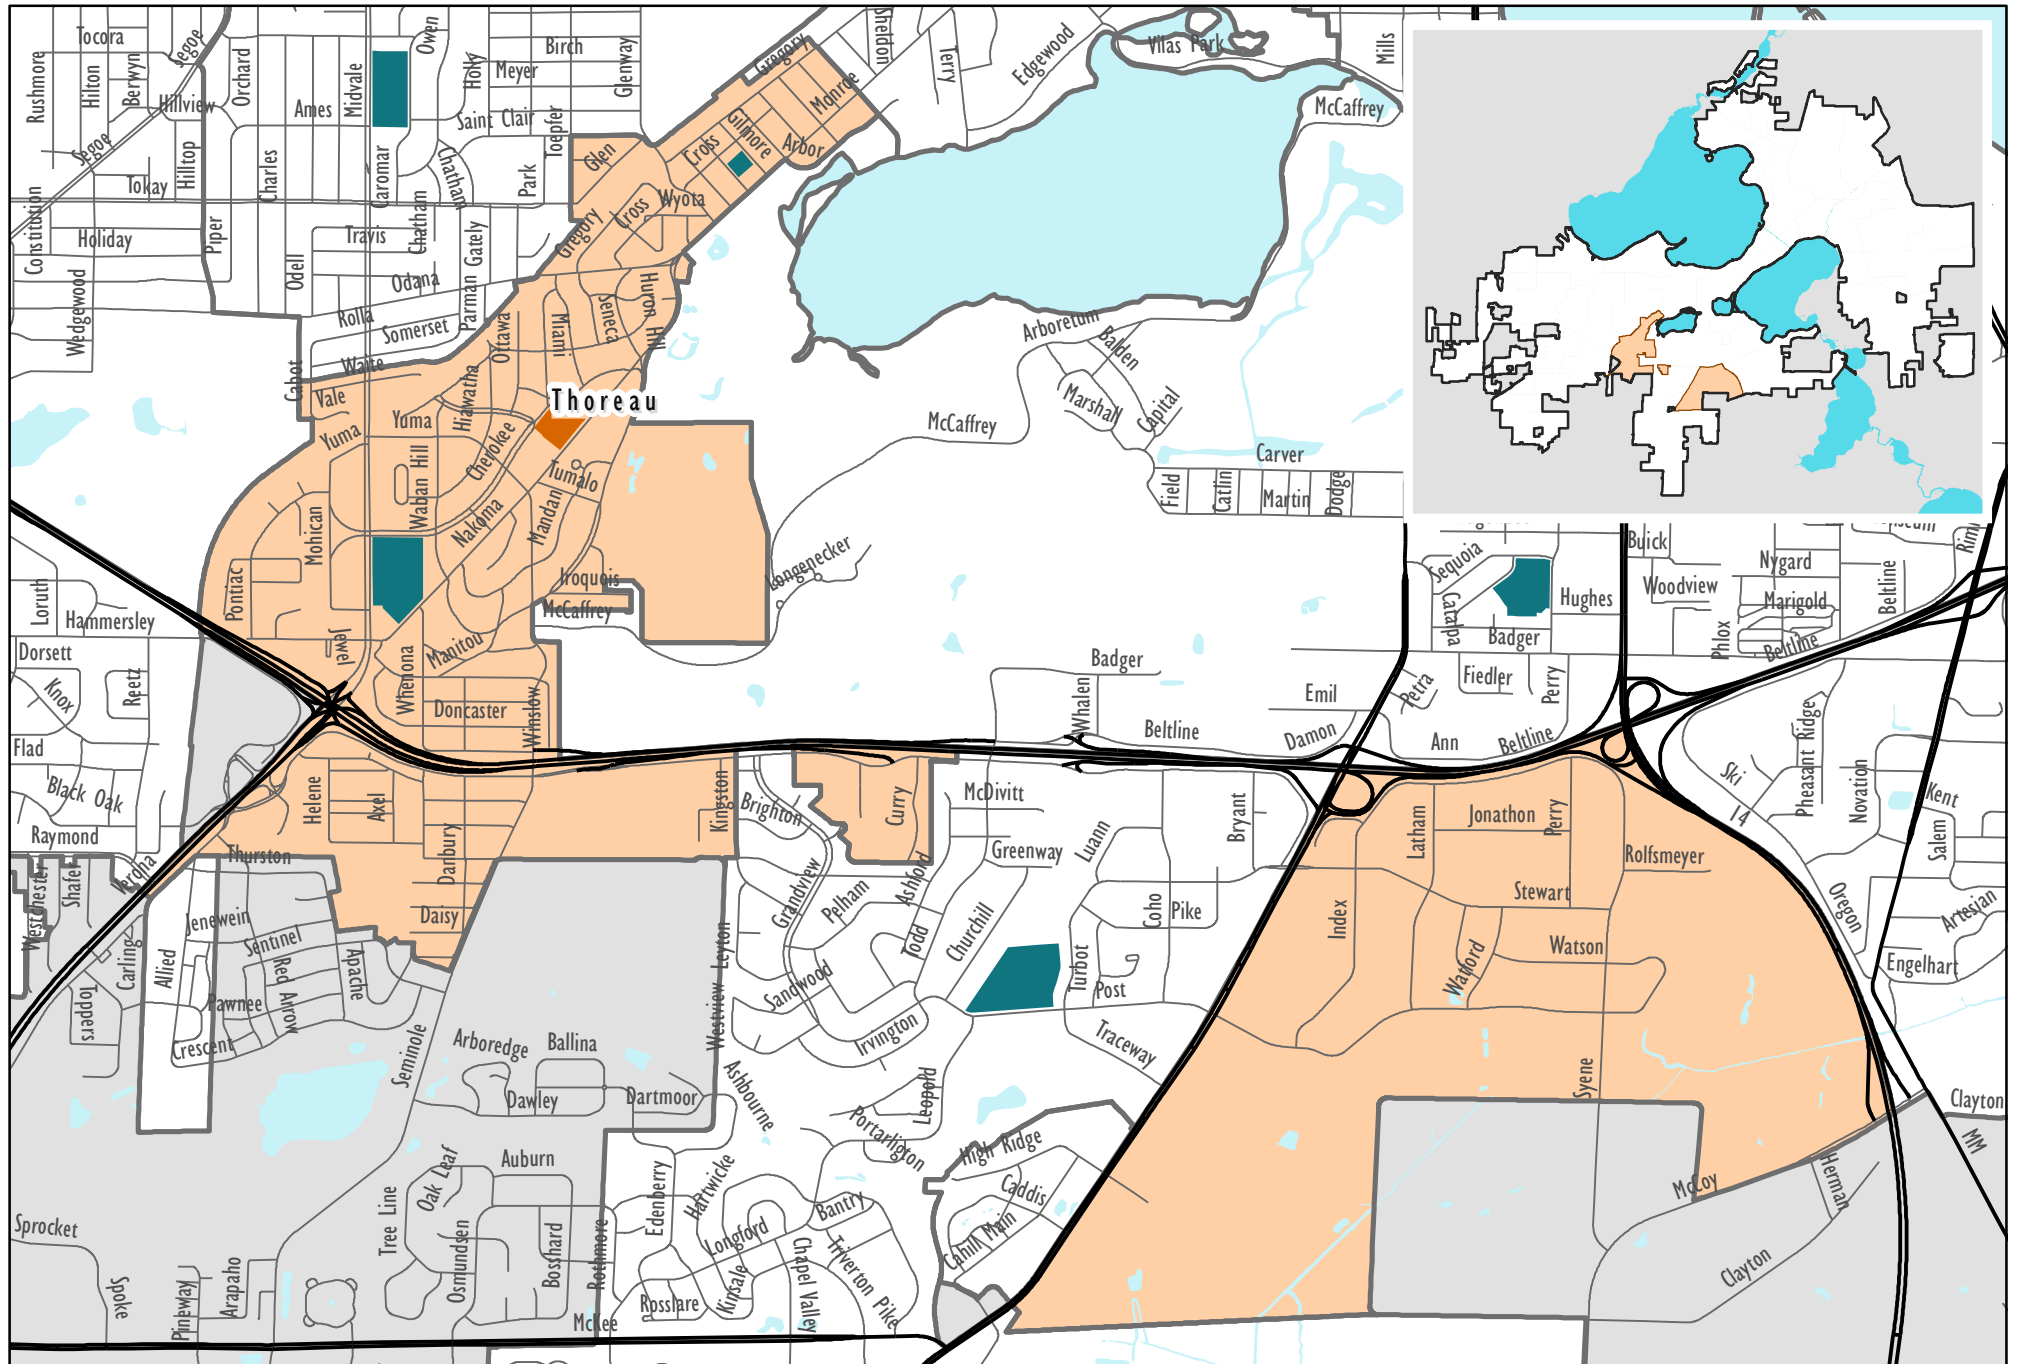 Tocora
Segoe
Owen
Birch
Sheldon
Edgewood
Vilas Park
Mills
Rushmore
Hilton
Berwyn
Orchard
Holy
Meyer
Glenway
Gregory
Terry
Hillview
Ames
Midvale
Saint Clair
Toepfer
Monroe
McCaffrey
Segoe
Hilltop
Charles
Caromar
Chatham
Park
Glen
Cross
Gilmore
Arbor
Tokay
Constitution
Holiday
Piper
Travis
Chatham
Gately
Gregory
Cross
Wyota
Odell
Odana
Parman
Huron Hill
Wedgewood
Rolla
Somerset
Ottawa
Miami
Seneca
Arboretum
Balden
Cabot
Waite
Vale
Hiawatha
Thoreau
Marshall
Capital
Yuma
Yuma
Cherokee
McCaffrey
Waban Hill
Tumalo
Carver
Field
Catlin
Martin
Dodge
Mohican
Nakoma
Mandan
Buick
Rim
Longenecker
Sequoia
Nygard
Pontiac
Iroquois
McCaffrey
Loruth
Hammersley
Catalpa
Hughes
Woodview
Marigold
Beltline
Jewel
Manitou
Badger
Phlox
Beltline
Dorsett
Knox
Reetz
Whenona
Doncaster
Winslow
Badger
Whalen
Emil
Petra
Fiedler
Perry
Flad
Beltline
Damon
Ann
Beltline
Pheasant Ridge
Ski
14
Novation
Kent
Black Oak
Helene
Axel
Kingston
Brighton
Curry
McDivitt
Bryant
Latham
Jonathon
Perry
Salem
Raymond
Verona
Thurston
Danbury
Luann
Greenway
Rolfsmeyer
Westchester
Shafer
Grandview
Pelham
Ashford
Stewart
Oregon
Artesian
Jenewein
Daisy
Churchill
Coho
Pike
Index
Carling
Allied
Sentinel
Red Arrow
Apache
Leyton
Todd
Watford
Watson
Engelhart
Toppers
Pawnee
Sandwood
Turbot
Post
Crescent
Seminole
Arboredge
Ballina
Westview
Irvington
Traceway
Syene
Dawley
Dartmoor
Ashbourne
Leopold
Clayton
Portarlington
High Ridge
MM
Auburn
Oak Leaf
Edenberry
Hartwicke
Caddis
McCoy
Herman
Tree Line
Bantry
Sprocket
Osmundsen
Bosshard
Rothmore
Longford
Cahill Main
Clayton
Spoke
Pineway
Arapaho
Rosslare
Kinsale
Chapel Valley
Triverton Pike
McKee